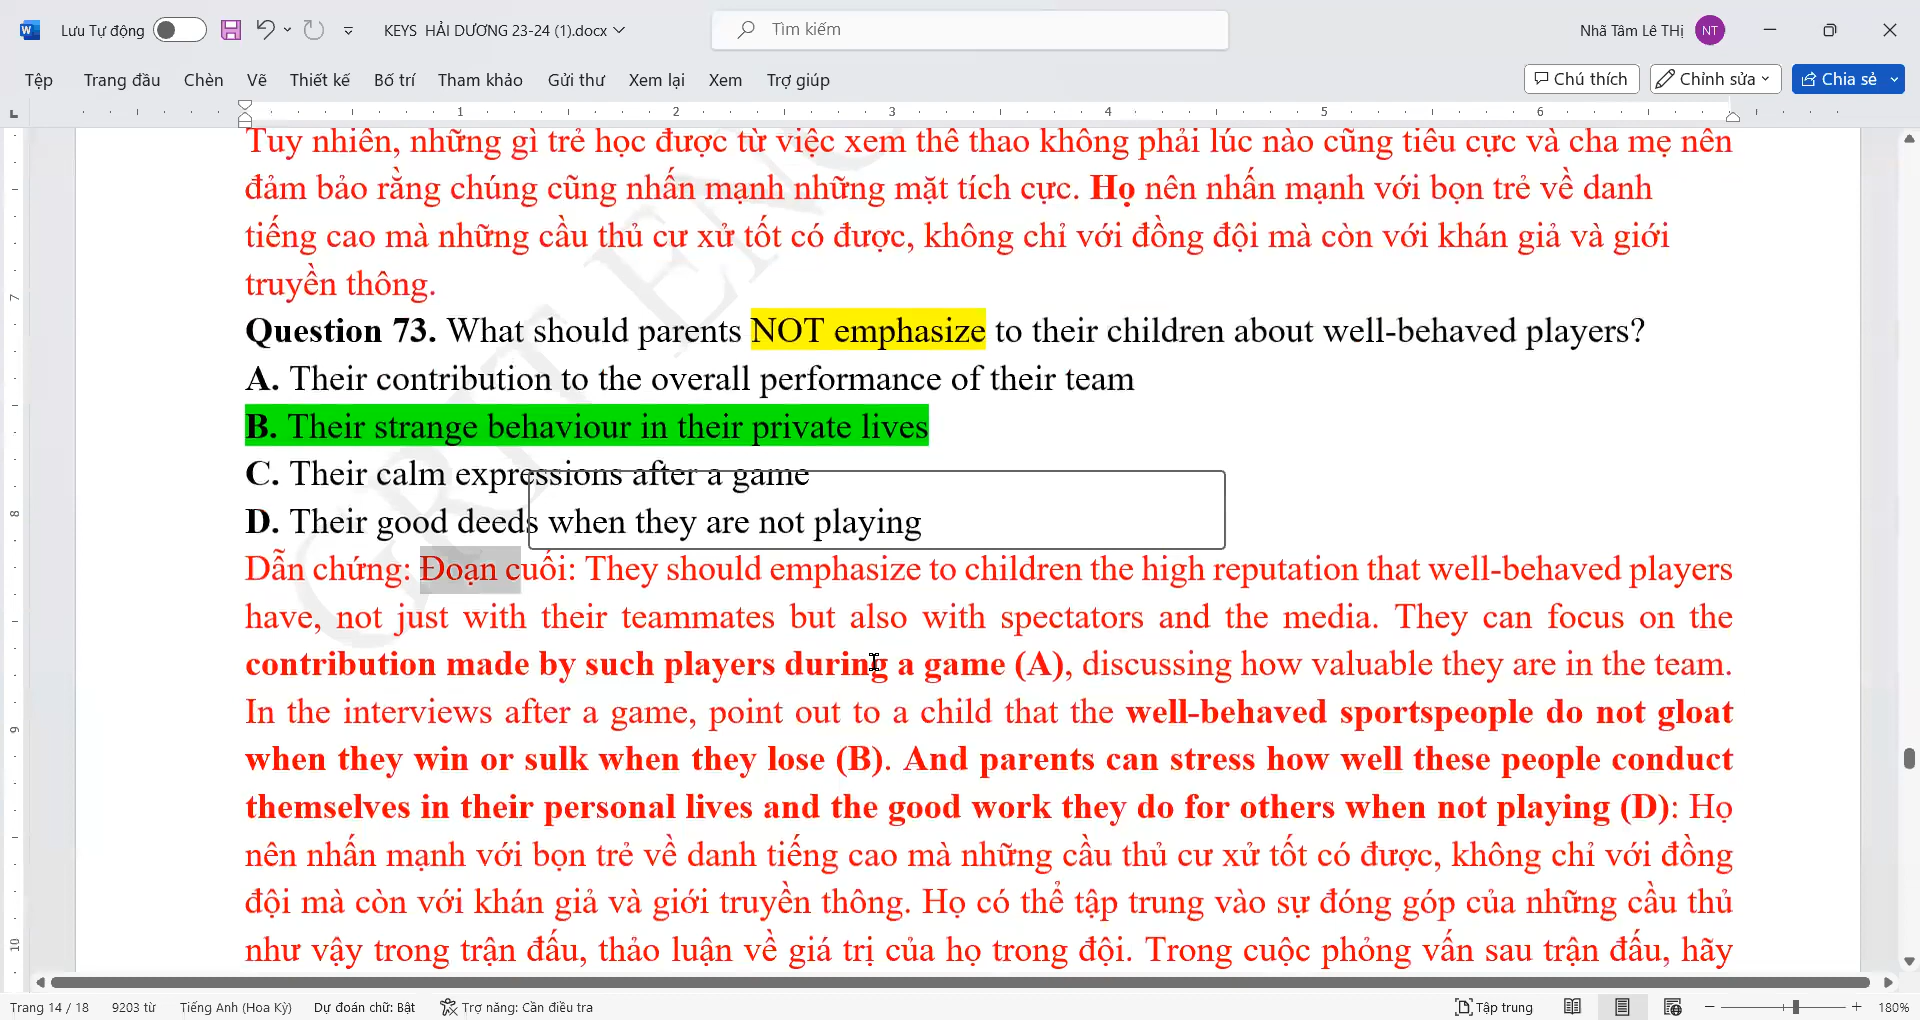 Lưu Tự động
KEYS HẢI DƯƠNG 23-24 (1).docx
Tìm kiếm
Nhã Tâm Lê THị
NT
Tệp Trang đầu Chèn Vẽ Thiết kế Bố trí Tham khảo Gửi thư Xem lại Xem Trợ giúp
Chú thích
Chỉnh sửa
Chia sẻ
1 2 3 4 5 6
Tuy nhiên, những gì trẻ học được từ việc xem thể thao không phải lúc nào cũng tiêu cực và cha mẹ nên
đảm bảo rằng chúng cũng nhấn mạnh những mặt tích cực. Họ nên nhấn mạnh với bọn trẻ về danh
tiếng cao mà những cầu thủ cư xử tốt có được, không chỉ với đồng đội mà còn với khán giả và giới
truyền thông.
Question 73. What should parents NOT emphasize to their children about well-behaved players?
A. Their contribution to the overall performance of their team
B. Their strange behaviour in their private lives
C. Their calm expressions after a game
D. Their good deeds when they are not playing
Dẫn chứng: Đoạn cuối: They should emphasize to children the high reputation that well-behaved players
have, not just with their teammates but also with spectators and the media. They can focus on the
contribution made by such players during a game (A), discussing how valuable they are in the team.
In the interviews after a game, point out to a child that the well-behaved sportspeople do not gloat
when they win or sulk when they lose (B). And parents can stress how well these people conduct
themselves in their personal lives and the good work they do for others when not playing (D): Họ
nên nhấn mạnh với bọn trẻ về danh tiếng cao mà những cầu thủ cư xử tốt có được, không chỉ với đồng
đội mà còn với khán giả và giới truyền thông. Họ có thể tập trung vào sự đóng góp của những cầu thủ
như vậy trong trận đấu, thảo luận về giá trị của họ trong đội. Trong cuộc phỏng vấn sau trận đấu, hãy
7
8
9
10
Trang 14 / 18 9203 từ Tiếng Anh (Hoa Kỳ) Dự đoán chữ: Bật Trợ năng: Cần điều tra
Tập trung
180%